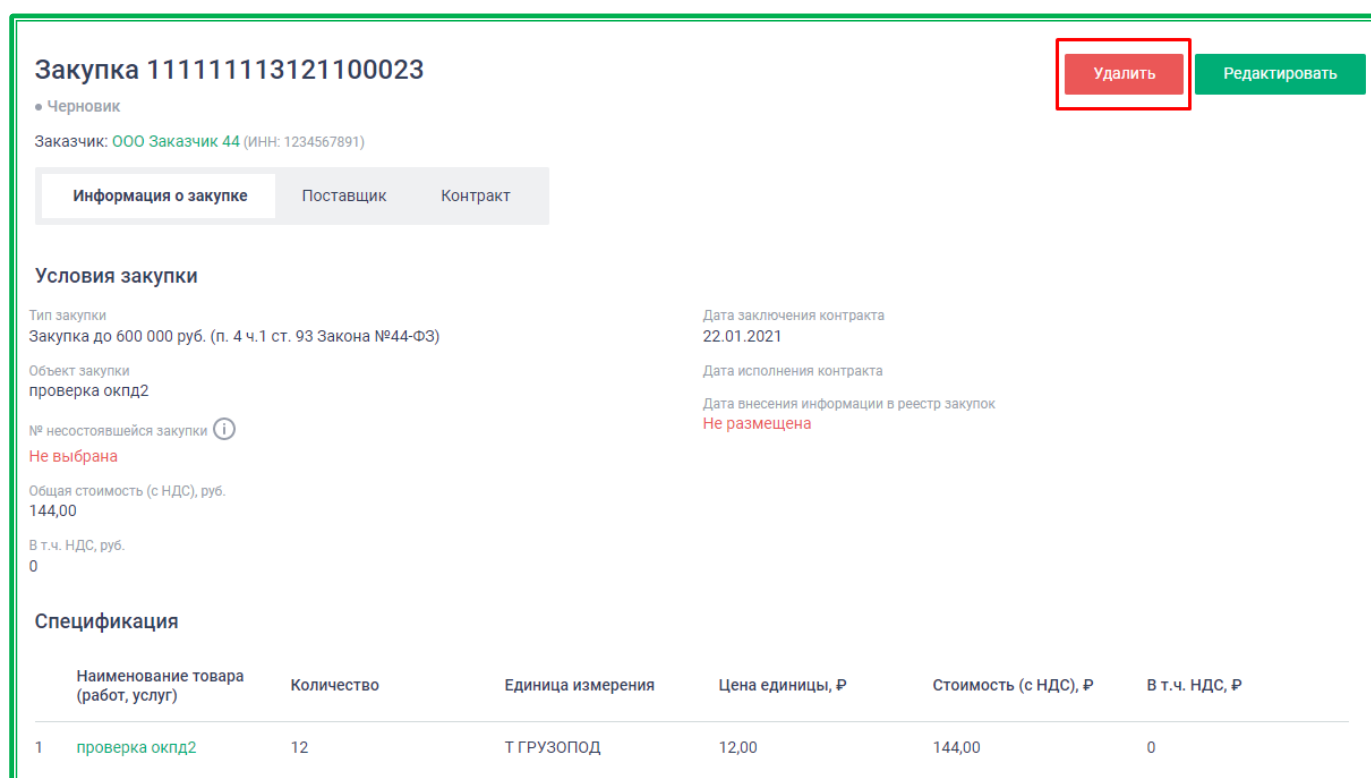 Закупка 111111113121100023
Удалить
Редактировать
• Черновик
Заказчик: ООО Заказчик 44 (ИНН: 1234567891)
Информация о закупке
Поставщик
Контракт
Условия закупки
Тип закупки
Закупка до 600 000 руб. (п. 4 ч.1 ст. 93 Закона №44-ФЗ)
Объект закупки
проверка окпд2
№ несостоявшейся закупки
Не выбрана
Общая стоимость (с НДС), руб.
144,00
В т.ч. НДС, руб.
0
Дата заключения контракта
22.01.2021
Дата исполнения контракта
Дата внесения информации в реестр закупок
Не размещена
Спецификация
Наименование товара
(работ, услуг)
Количество
Единица измерения
Цена единицы, ₽
Стоимость (с НДС), ₽
В т.ч. НДС, ₽
1 проверка окпд2 12 Т ГРУЗОПОД 12,00 144,00 0